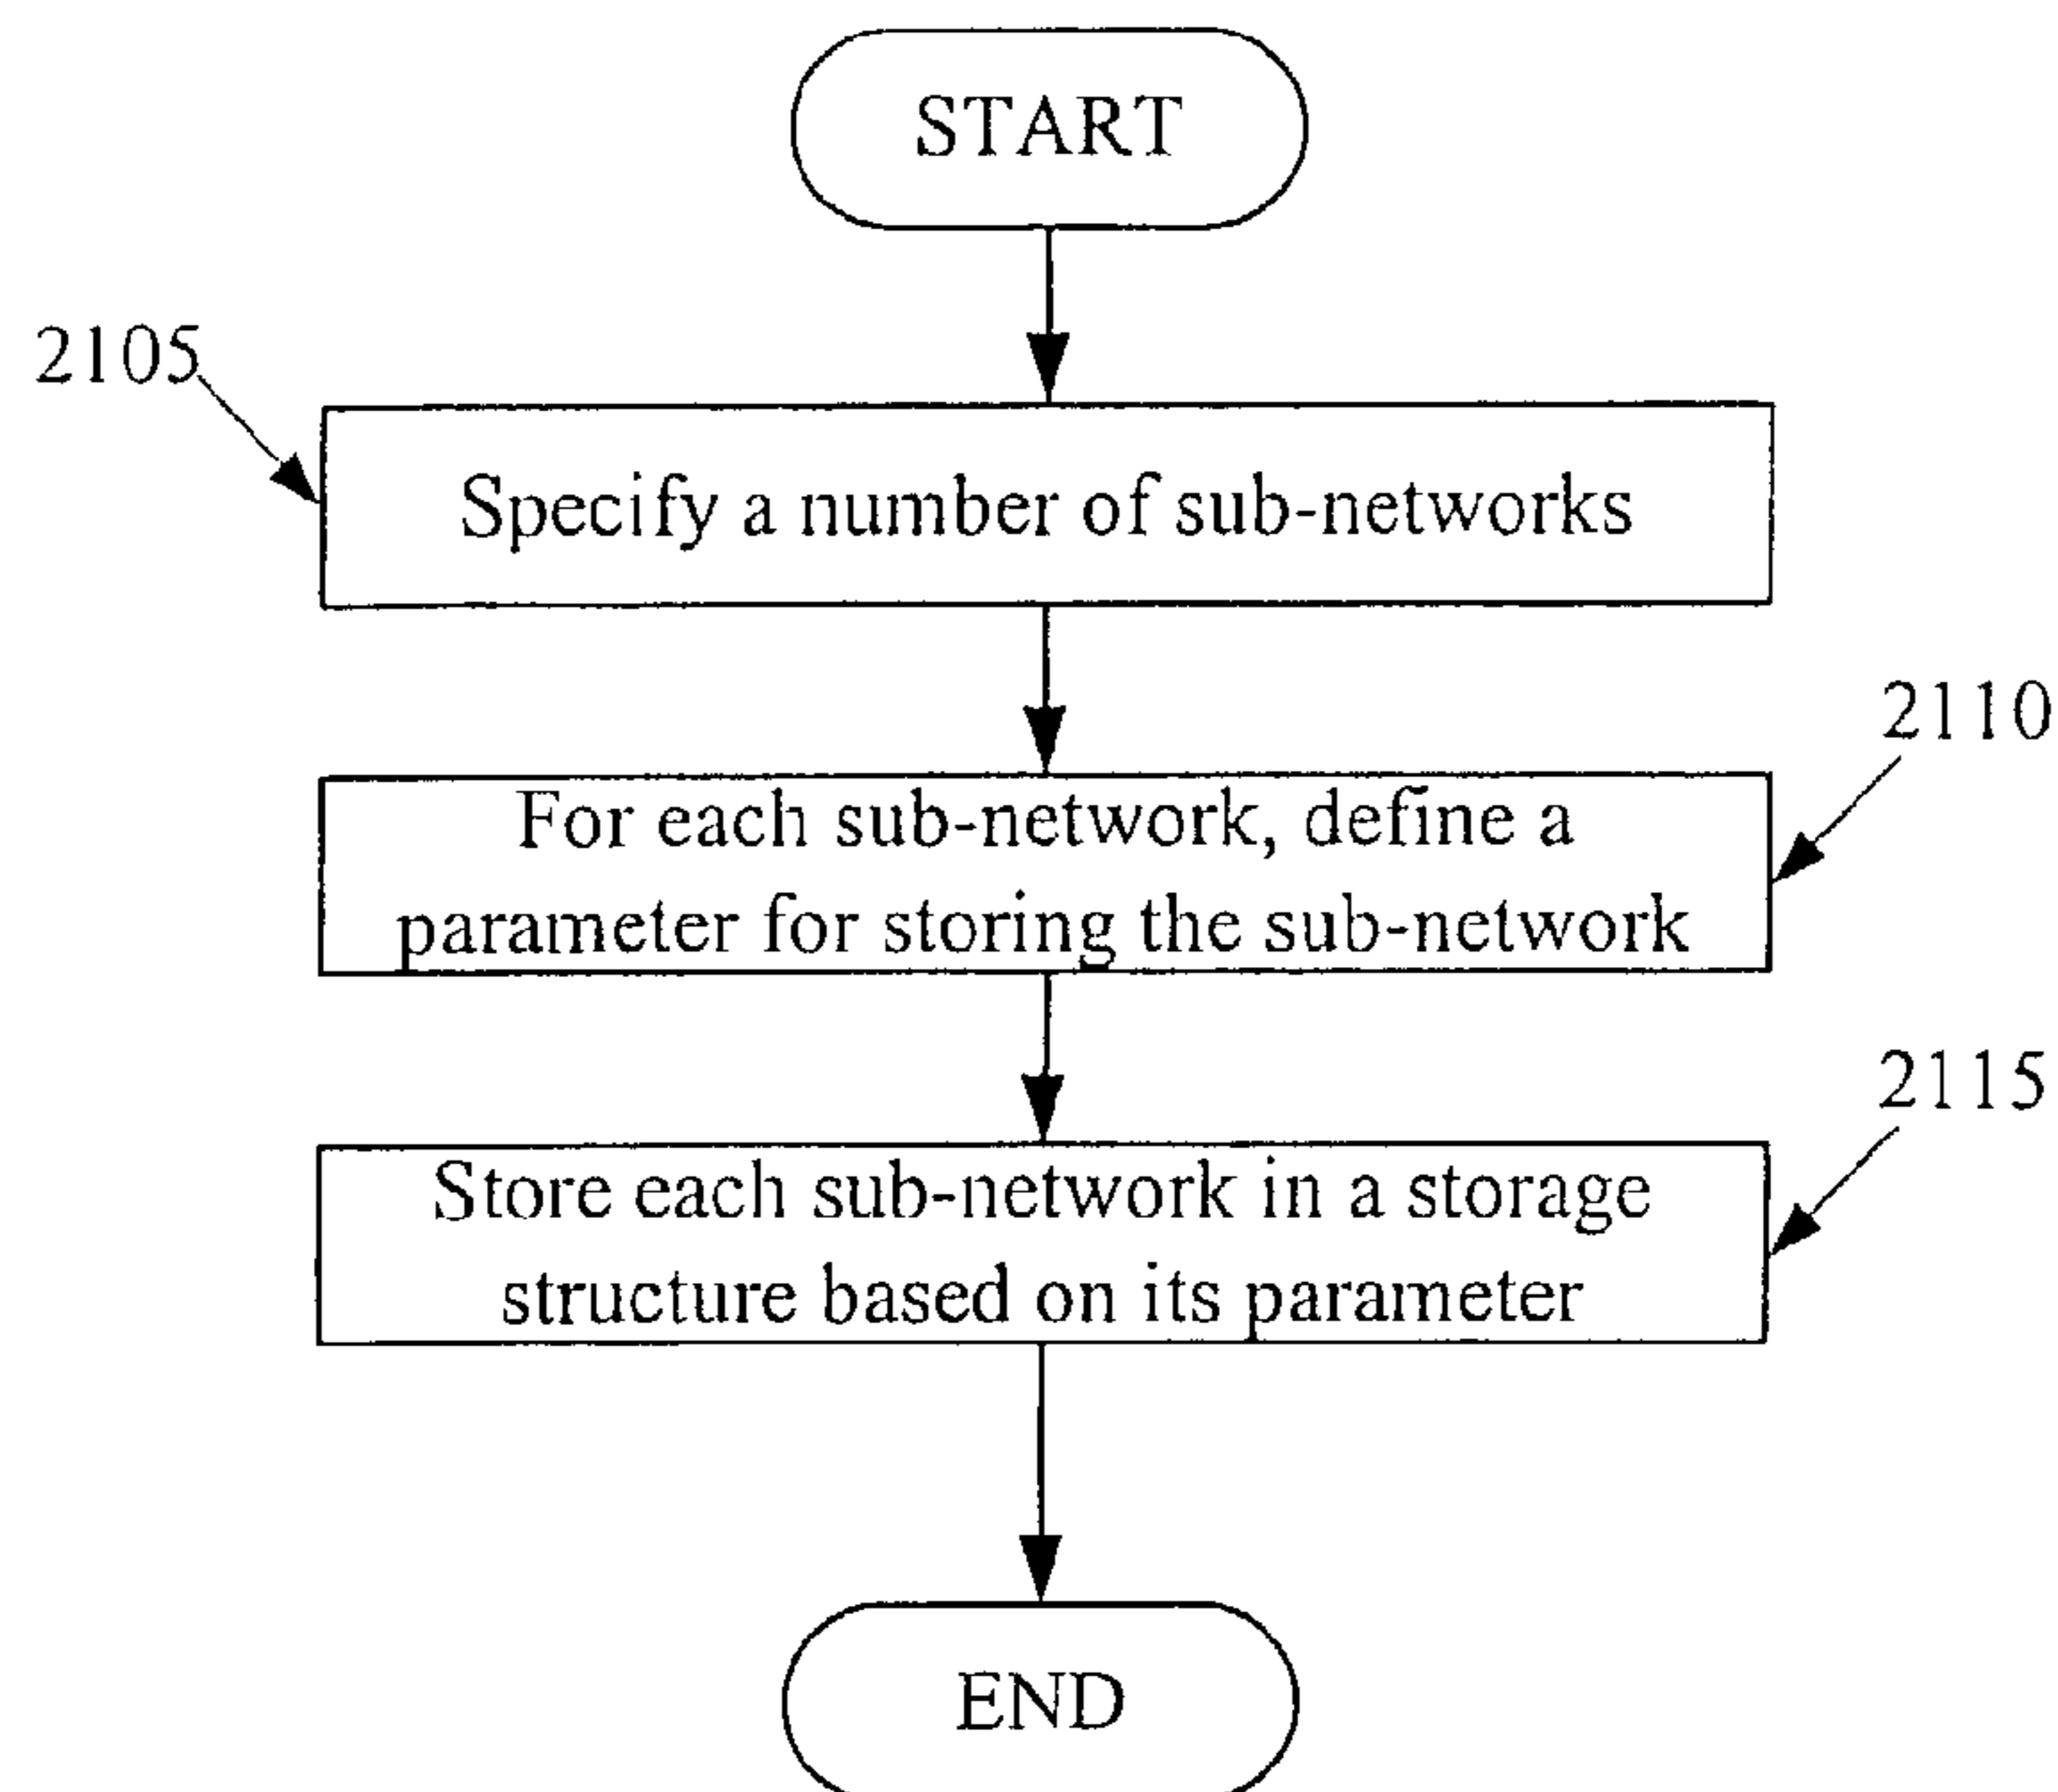 START
2105
Specify a number of sub-networks
2110
For each sub-network, define a
parameter for storing the sub-network
2115
Store each sub-network in a storage
structure based on its parameter
END